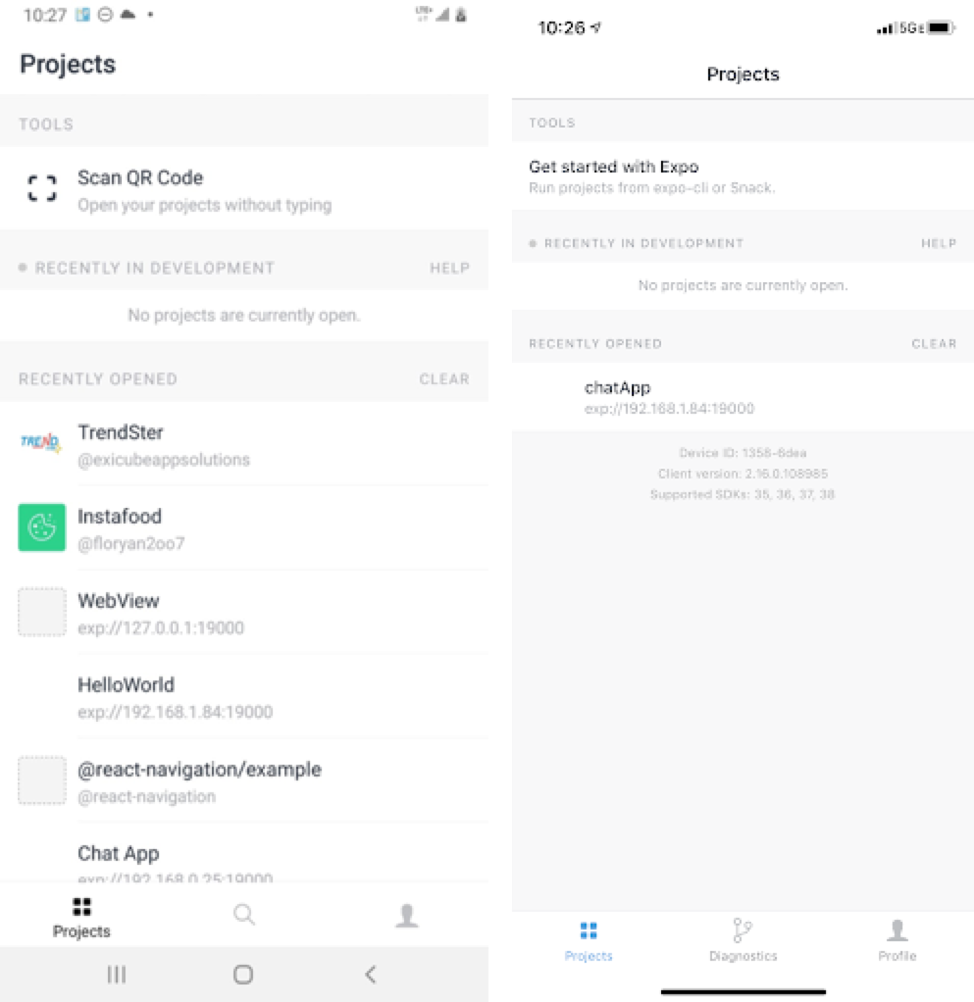 10:27
LTE+
Projects
TOOLS
Scan QR Code
Open your projects without typing
RECENTLY IN DEVELOPMENT HELP
No projects are currently open.
RECENTLY OPENED CLEAR
TREND
TrendSter
@exicubeappsolutions
Instafood
@floryan2oo7
WebView
exp://127.0.0.1:19000
HelloWorld
exp://192.168.1.84:19000
@react-navigation/example
@react-navigation
Chat App
exp://192.168.0.25:19000
Projects
10:26
5GE
Projects
TOOLS
Get started with Expo
Run projects from expo-cli or Snack.
RECENTLY IN DEVELOPMENT HELP
No projects are currently open.
RECENTLY OPENED CLEAR
chatApp
exp://192.168.1.84:19000
Device ID: 1358-6dea
Client version: 2.16.0.108985
Supported SDKs: 35, 36, 37, 38
Projects
Diagnostics
Profile